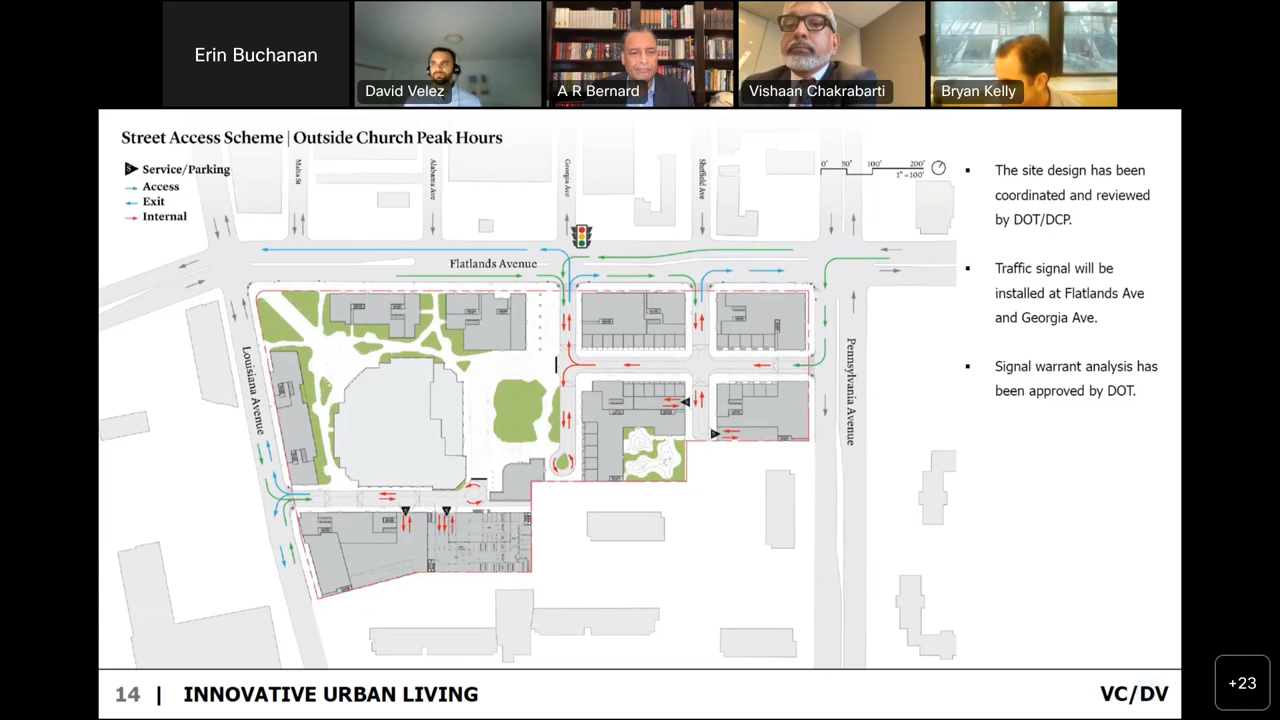 Erin Buchanan
David Velez
A R Bernard
Vishaan Chakrabarti
Bryan Kelly
Street Access Scheme | Outside Church Peak Hours
Service/Parking
Access
Exit
Internal
Malta St
Alabama Ave
Georgia Ave
Sheffield Ave
0' 50' 100' 200'
1"=100'
Flatlands Avenue
Louisiana Avenue
Pennsylvania Avenue
▪ The site design has been
coordinated and reviewed
by DOT/DCP.
▪ Traffic signal will be
installed at Flatlands Ave
and Georgia Ave.
▪ Signal warrant analysis has
been approved by DOT.
14 | INNOVATIVE URBAN LIVING
VC/DV
+23